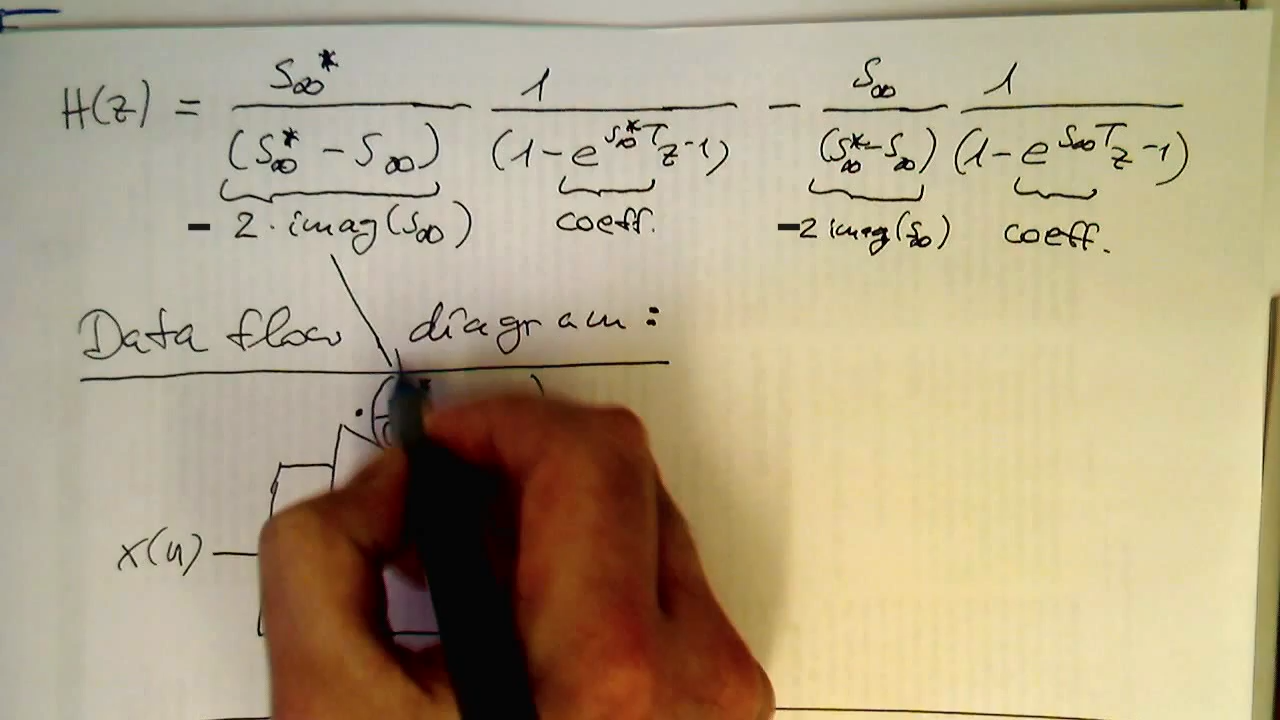 H(z) = S∞* / (S∞* - S∞) 1 / (1 - e^{S∞*T} z^{-1}) - S∞ / (S∞* - S∞) 1 / (1 - e^{S∞T} z^{-1})
- 2 · imag(S∞) coeff. -2 imag(S∞) coeff.
Data flow diagram:
x(n)